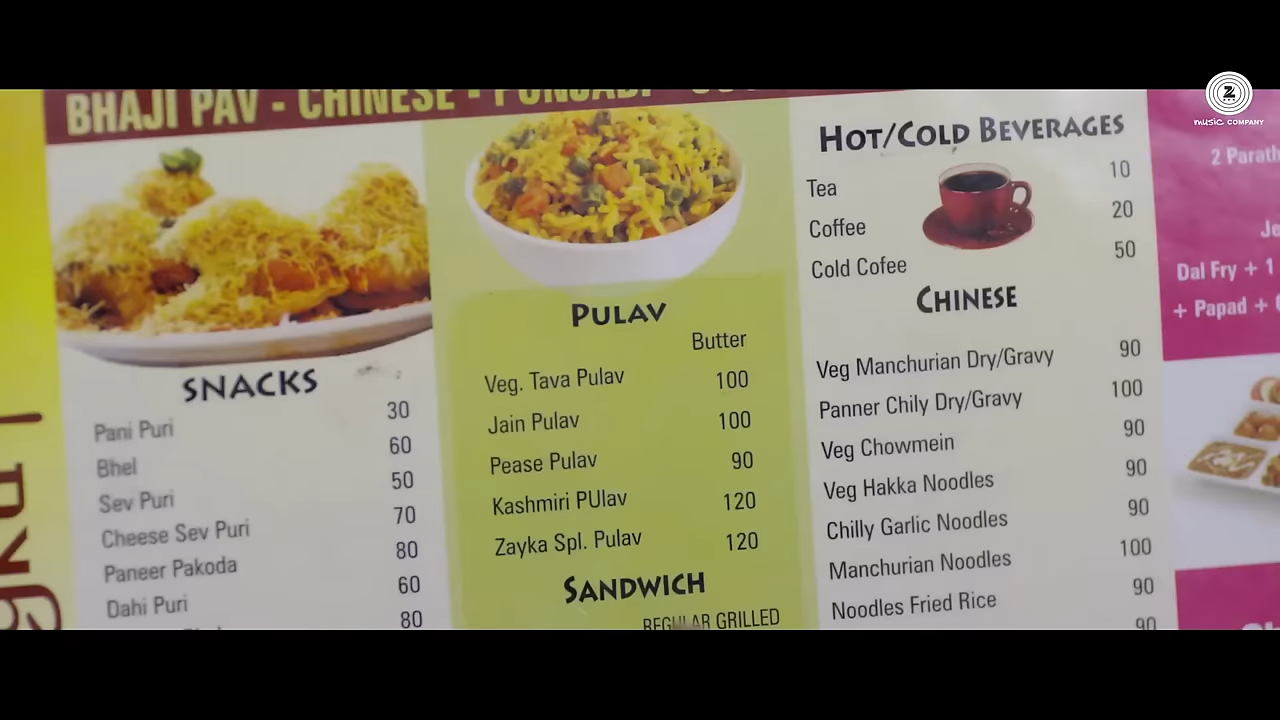 BHAJI PAV - CHINESE - PUNJABI -
music COMPANY
SNACKS
Pani Puri 30
Bhel 60
Sev Puri 50
Cheese Sev Puri 70
Paneer Pakoda 80
Dahi Puri 60
80
PULAV
Butter
Veg. Tava Pulav 100
Jain Pulav 100
Pease Pulav 90
Kashmiri PUlav 120
Zayka Spl. Pulav 120
SANDWICH
REGULAR GRILLED
HOT/COLD BEVERAGES
Tea 10
Coffee 20
Cold Cofee 50
CHINESE
Veg Manchurian Dry/Gravy 90
Panner Chily Dry/Gravy 100
Veg Chowmein 90
Veg Hakka Noodles 90
Chilly Garlic Noodles 90
Manchurian Noodles 100
Noodles Fried Rice 90
90
2 Parath
Je
Dal Fry + 1
+ Papad +